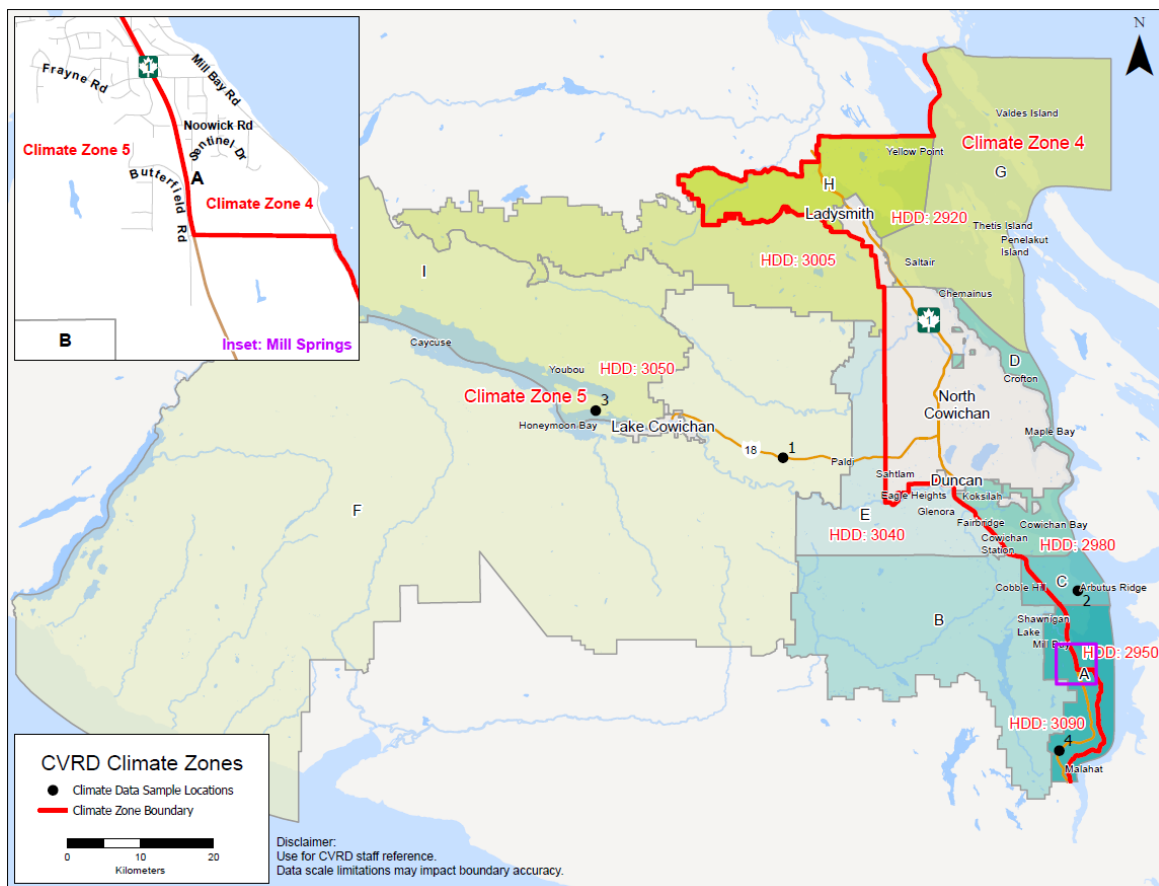 Frayne Rd
1
Mill Bay Rd
Noowick Rd
Sentinel Dr
Climate Zone 5
A
Butterfield Rd
Climate Zone 4
B
Inset: Mill Springs
N
Valdes Island
Climate Zone 4
Yellow Point
G
H
Ladysmith
HDD: 2920
Thetis Island
Penelakut
Island
HDD: 3005
Saltair
I
Chemainus
1
Caycuse
D
Youbou
HDD: 3050
Crofton
Climate Zone 5
3
North
Cowichan
Honeymoon Bay
Lake Cowichan
Maple Bay
18
1
Paldi
Sahtlam
Duncan
Eagle Heights
Koksilah
F
E
Glenora
Fairbridge
Cowichan Bay
HDD: 3040
Cowichan
Station
HDD: 2980
C
Cobble Hill
Arbutus Ridge
2
B
Shawnigan
Lake
Mill Bay
HDD: 2950
A
HDD: 3090
4
Malahat
CVRD Climate Zones
Climate Data Sample Locations
Climate Zone Boundary
0 10 20
Kilometers
Disclaimer:
Use for CVRD staff reference.
Data scale limitations may impact boundary accuracy.